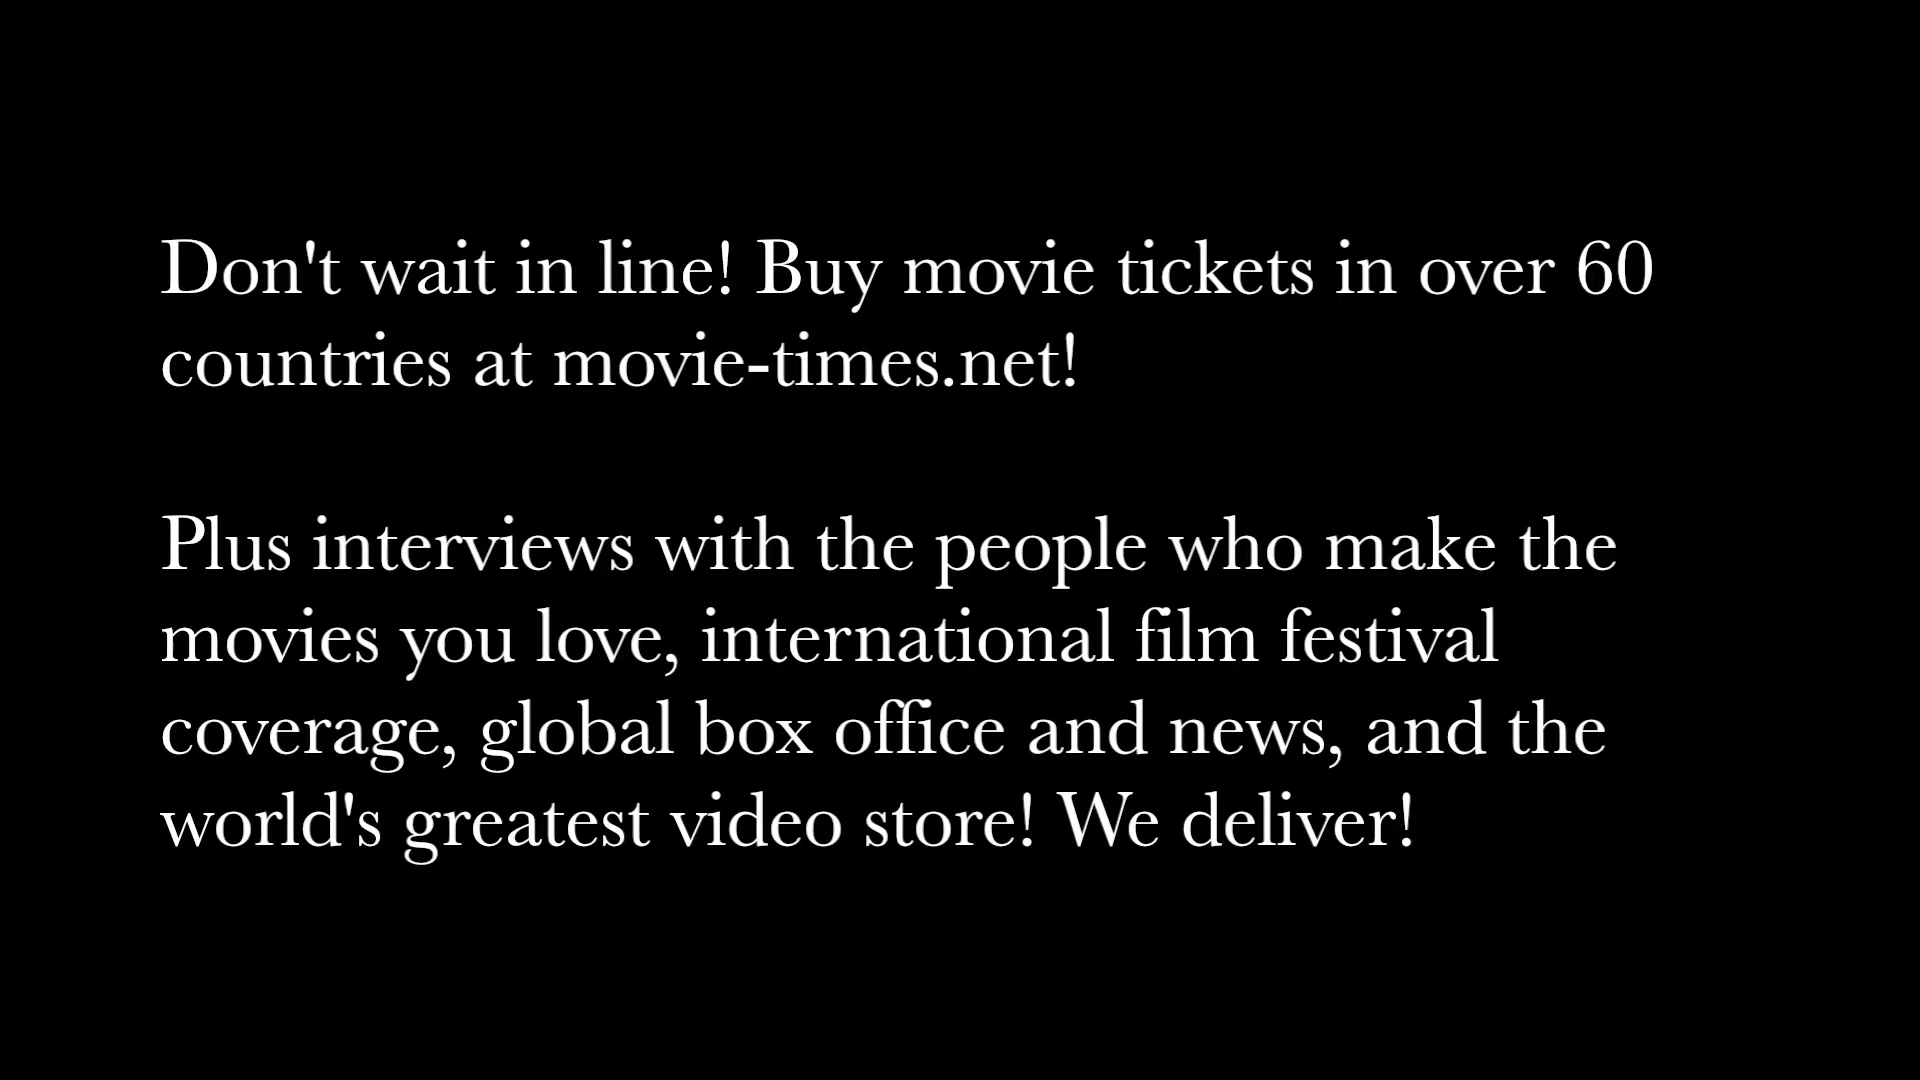 Don't wait in line! Buy movie tickets in over 60
countries at movie-times.net!
Plus interviews with the people who make the
movies you love, international film festival
coverage, global box office and news, and the
world's greatest video store! We deliver!